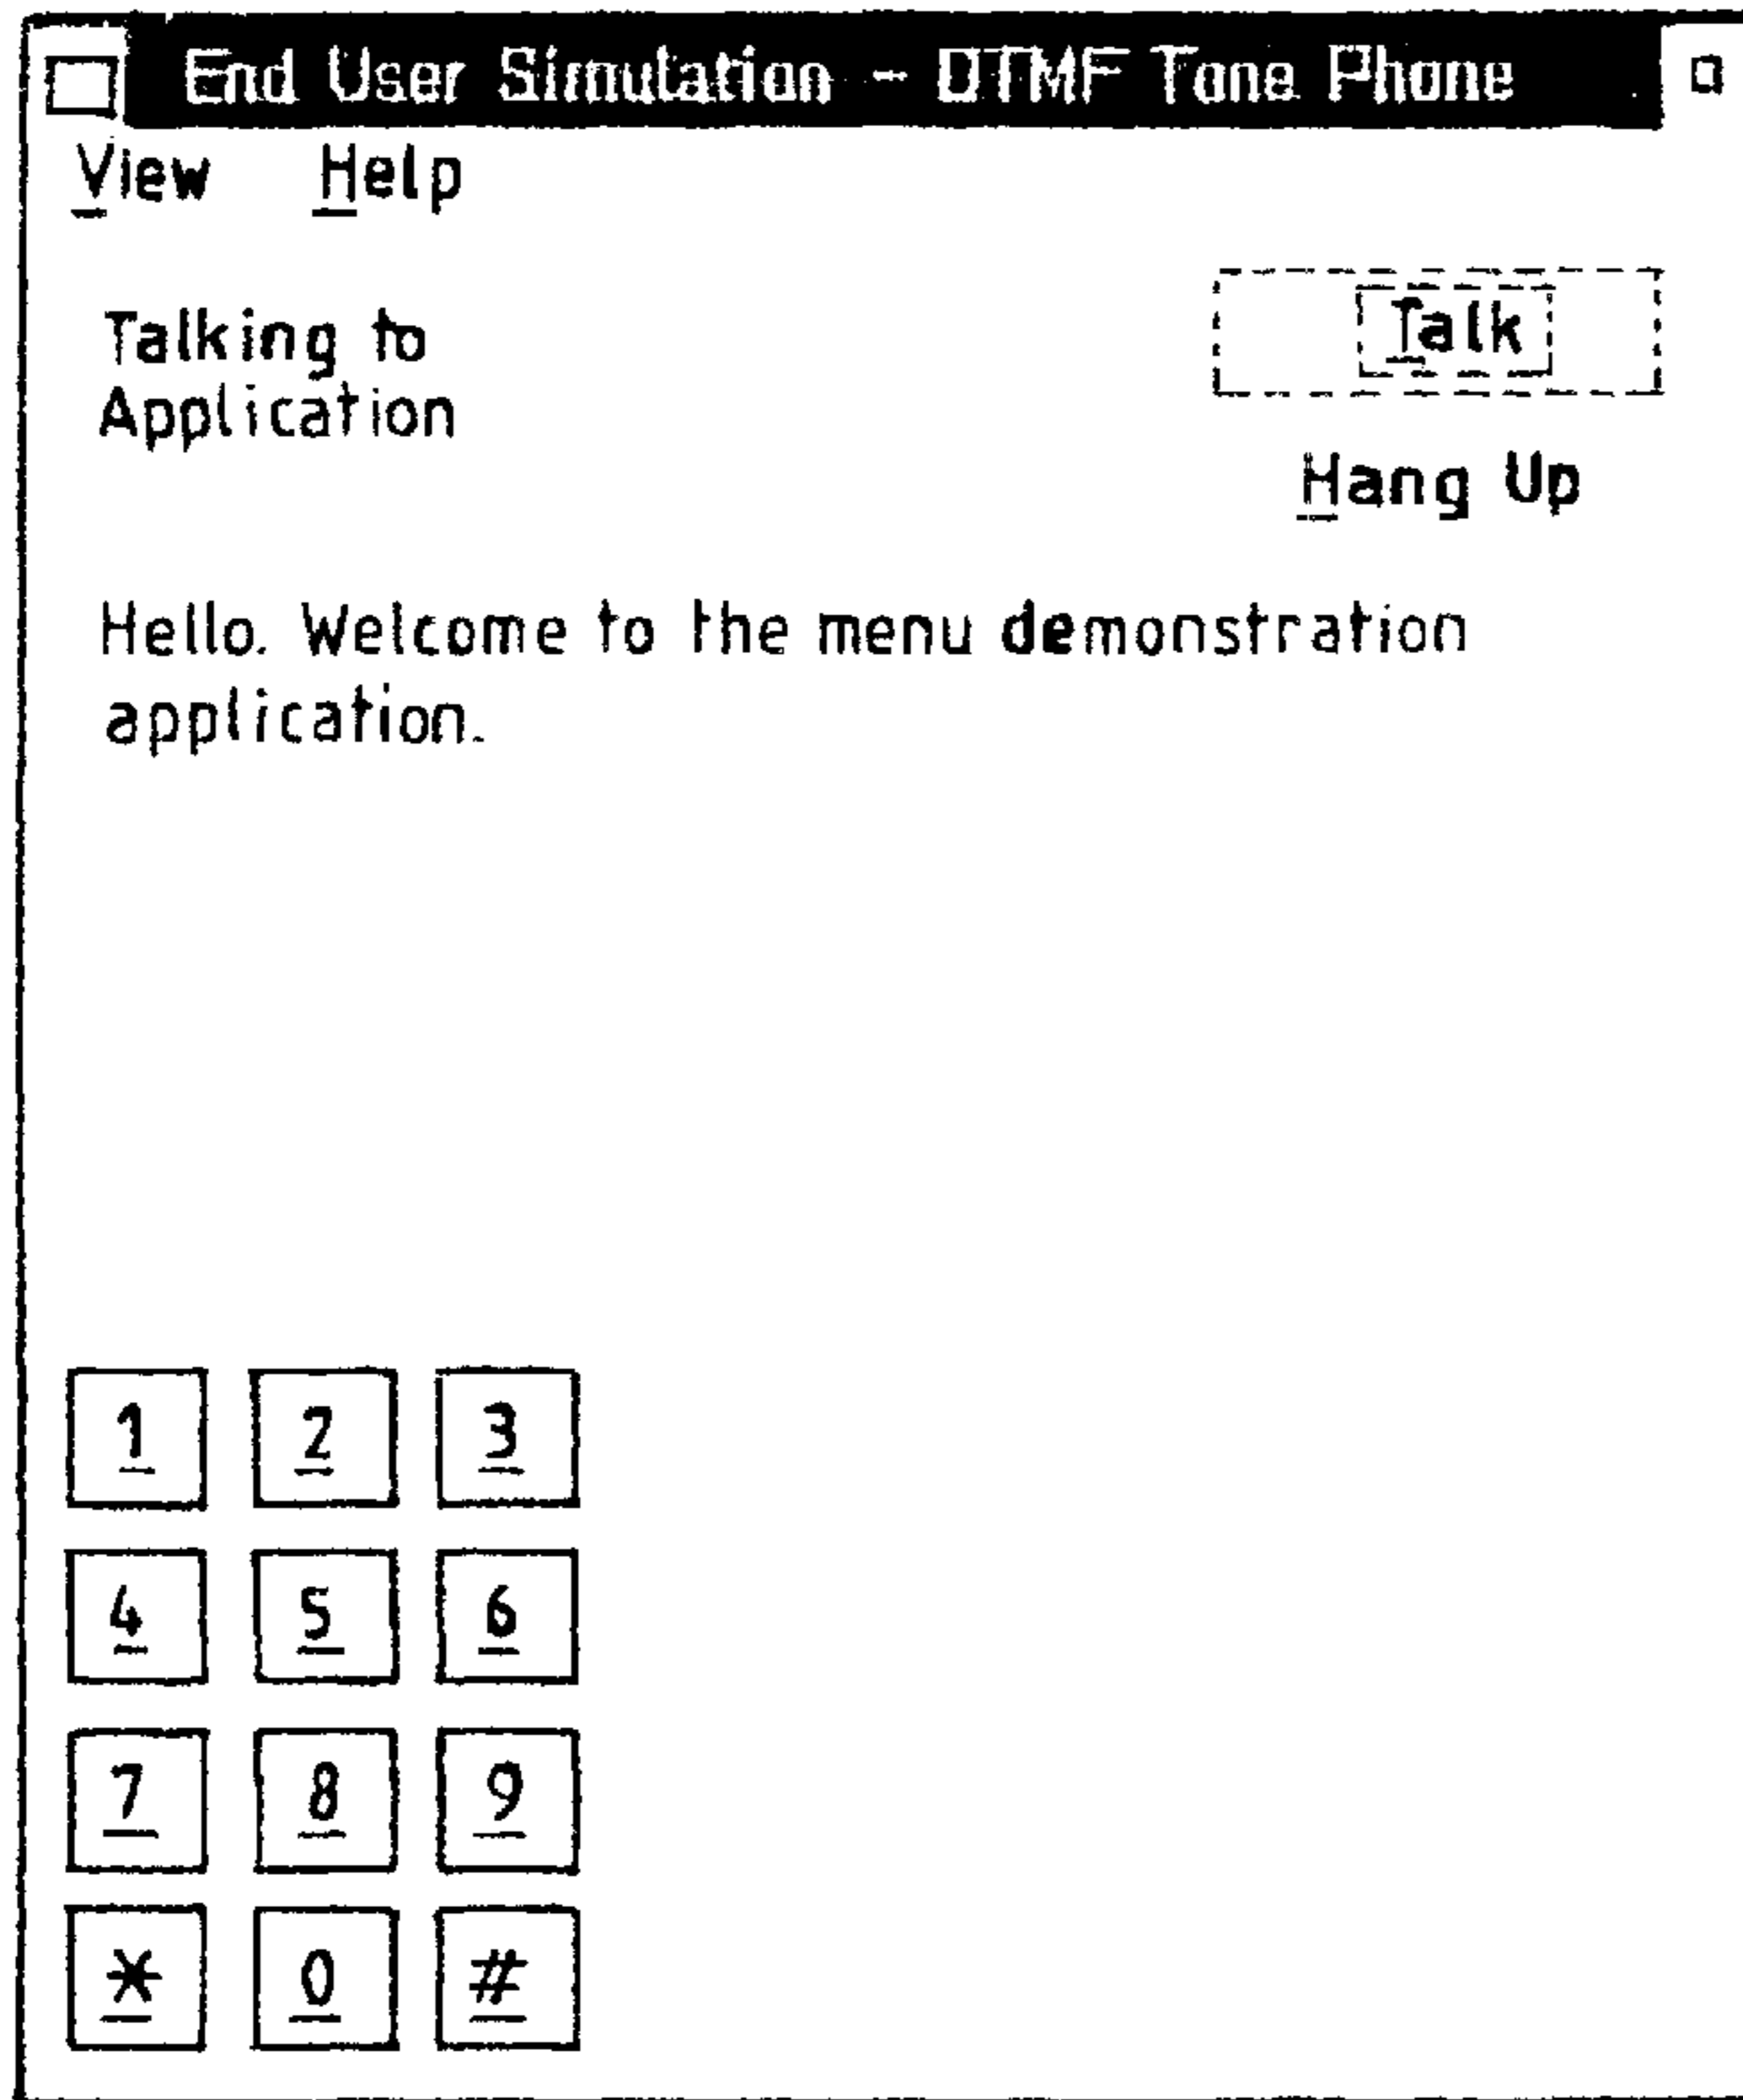 End User Simulation - DTMF Tone Phone
View Help
Talking to
Application
Talk
Hang Up
Hello. Welcome to the menu demonstration
application.
1 2 3
4 5 6
7 8 9
* 0 #